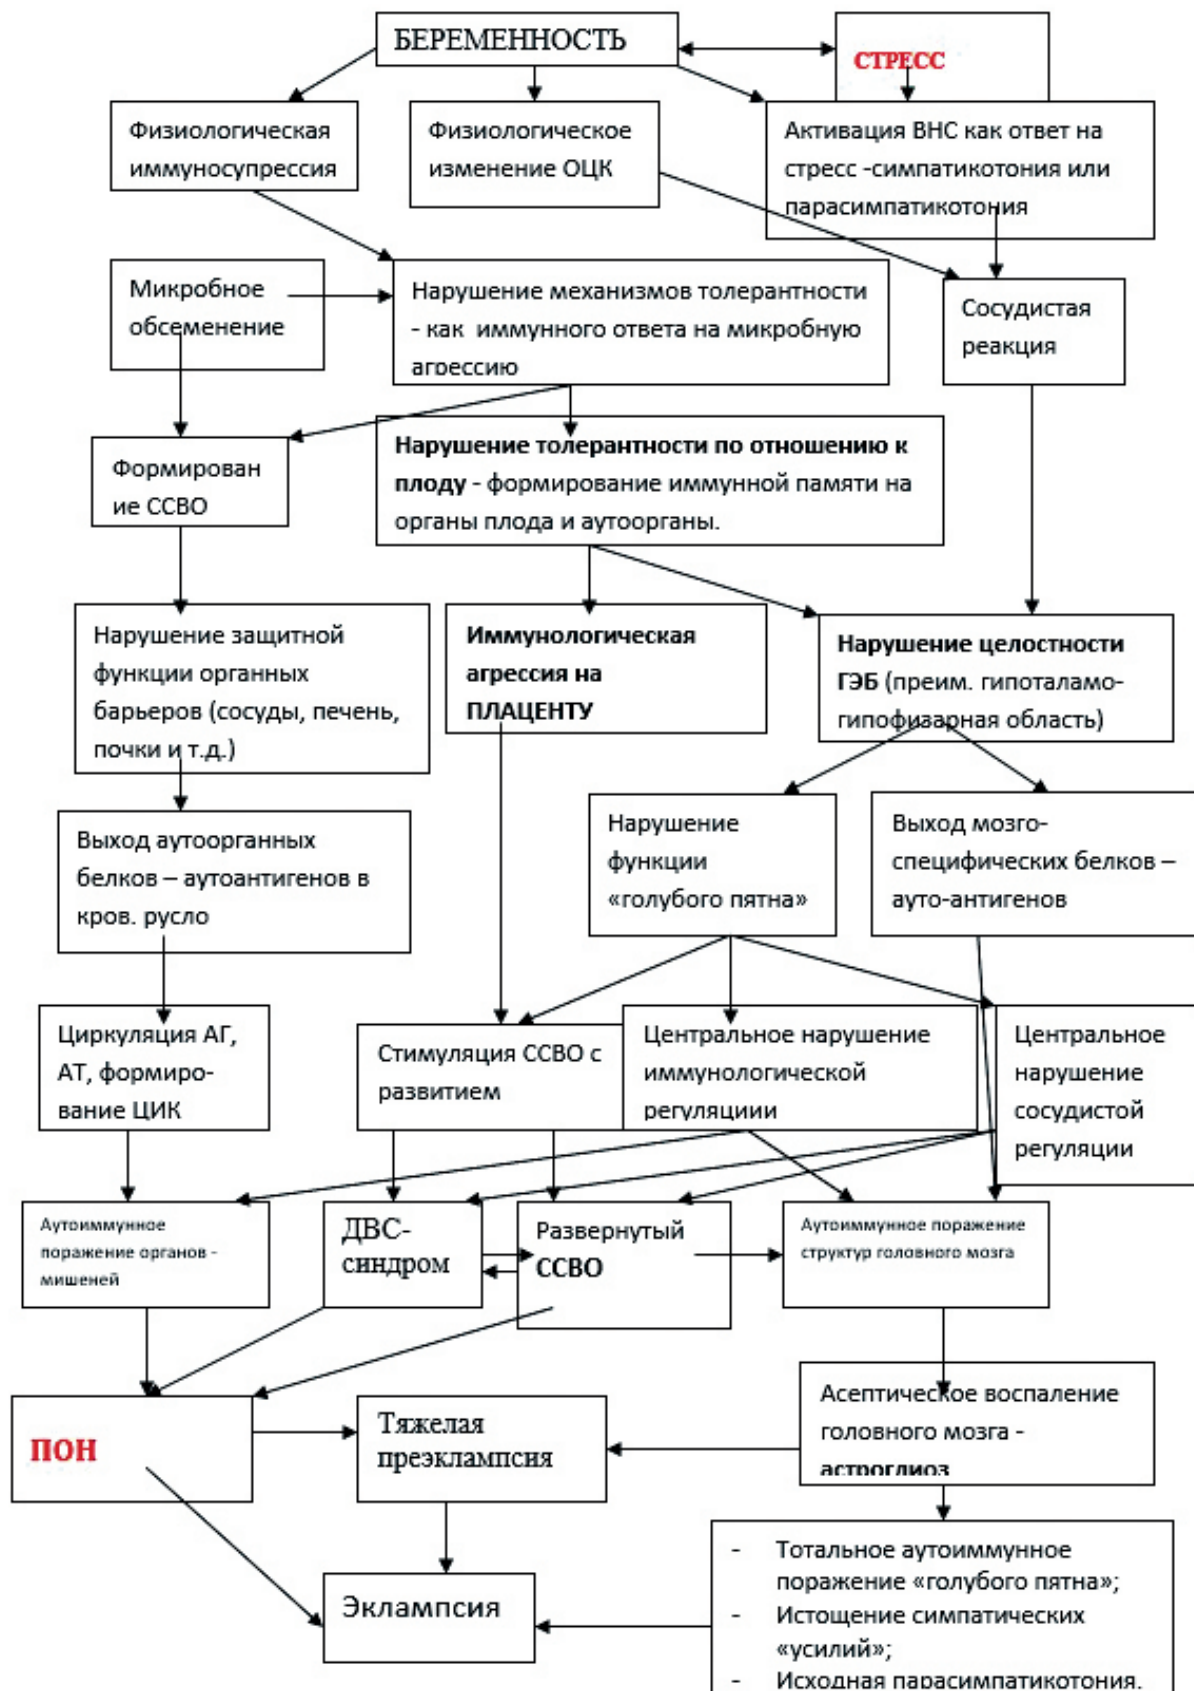 БЕРЕМЕННОСТЬ
СТРЕСС
Физиологическая
иммуносупрессия
Физиологическое
изменение ОЦК
Активация ВНС как ответ на
стресс -симпатикотония или
парасимпатикотония
Микробное
обсеменение
Нарушение механизмов толерантности
- как иммунного ответа на микробную
агрессию
Сосудистая
реакция
Формирован
ие ССВО
Нарушение толерантности по отношению к
плоду - формирование иммунной памяти на
органы плода и аутоорганы.
Нарушение защитной
функции органных
барьеров (сосуды, печень,
почки и т.д.)
Иммунологическая
агрессия на
ПЛАЦЕНТУ
Нарушение целостности
ГЭБ (преим. гипоталамо-
гипофизарная область)
Выход аутоорганных
белков – аутоантигенов в
кров. русло
Нарушение
функции
«голубого пятна»
Выход мозго-
специфических белков –
ауто-антигенов
Циркуляция АГ,
АТ, формиро-
вание ЦИК
Стимуляция ССВО с
развитием
Центральное нарушение
иммунологической
регуляциии
Центральное
нарушение
сосудистой
регуляции
Аутоиммунное
поражение органов -
мишеней
ДВС-
синдром
Развернутый
ССВО
Аутоиммунное поражение
структур головного мозга
ПОН
Тяжелая
преэклампсия
Асептическое воспаление
головного мозга -
астроглиоз
Эклампсия
- Тотальное аутоиммунное
поражение «голубого пятна»;
- Истощение симпатических
«усилий»;
- Исходная парасимпатикотония.